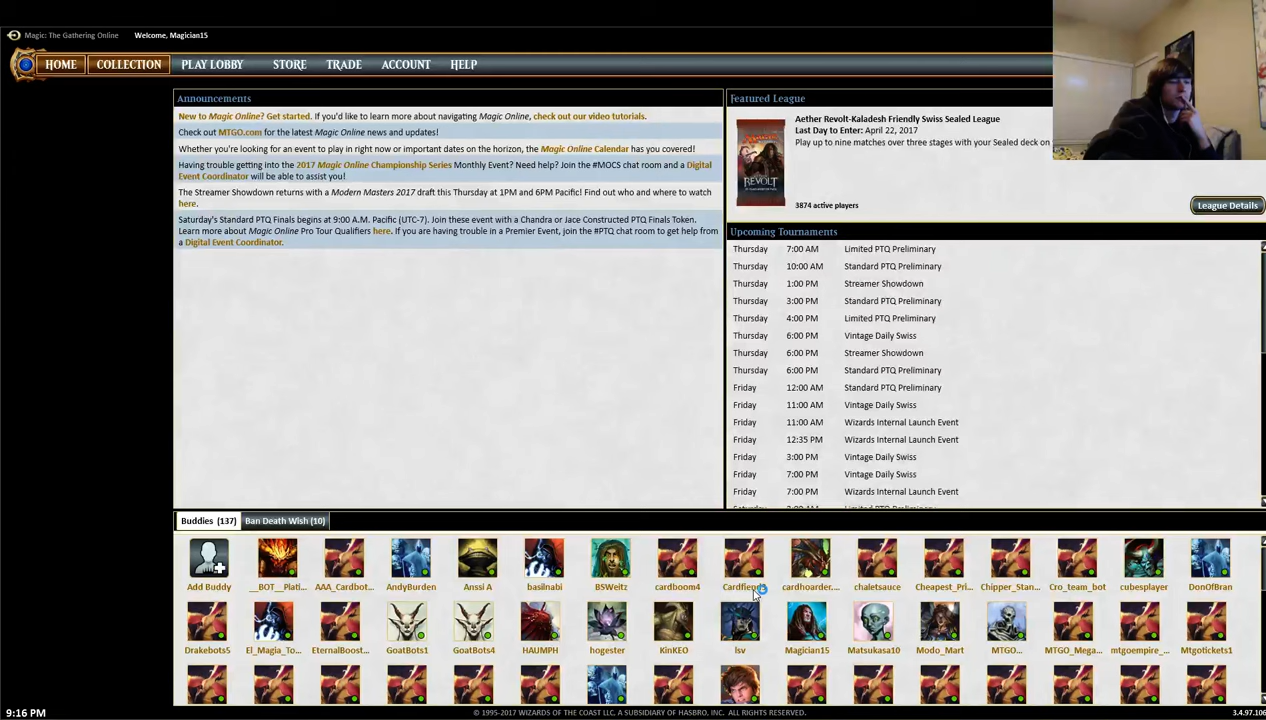 Magic: The Gathering Online Welcome, Magician15
HOME COLLECTION PLAY LOBBY STORE TRADE ACCOUNT HELP
Announcements
New to Magic Online? Get started. If you'd like to learn more about navigating Magic Online, check out our video tutorials.
Check out MTGO.com for the latest Magic Online news and updates!
Whether you're looking for an event to play in right now or important dates on the horizon, the Magic Online Calendar has you covered!
Having trouble getting into the 2017 Magic Online Championship Series Monthly Event? Need help? Join the #MOCS chat room and a Digital
Event Coordinator will be able to assist you!
The Streamer Showdown returns with a Modern Masters 2017 draft this Thursday at 1PM and 6PM Pacific! Find out who and where to watch
here.
Saturday's Standard PTQ Finals begins at 9:00 A.M. Pacific (UTC-7). Join these event with a Chandra or Jace Constructed PTQ Finals Token.
Learn more about Magic Online Pro Tour Qualifiers here. If you are having trouble in a Premier Event, join the #PTQ chat room to get help from
a Digital Event Coordinator.
Featured League
REVOLT
Aether Revolt-Kaladesh Friendly Swiss Sealed League
Last Day to Enter: April 22, 2017
Play up to nine matches over three stages with your Sealed deck on
3874 active players
League Details
Upcoming Tournaments
Thursday 7:00 AM Limited PTQ Preliminary
Thursday 10:00 AM Standard PTQ Preliminary
Thursday 1:00 PM Streamer Showdown
Thursday 3:00 PM Standard PTQ Preliminary
Thursday 4:00 PM Limited PTQ Preliminary
Thursday 6:00 PM Vintage Daily Swiss
Thursday 6:00 PM Streamer Showdown
Thursday 6:00 PM Standard PTQ Preliminary
Friday 12:00 AM Standard PTQ Preliminary
Friday 11:00 AM Vintage Daily Swiss
Friday 11:00 AM Wizards Internal Launch Event
Friday 12:35 PM Wizards Internal Launch Event
Friday 3:00 PM Vintage Daily Swiss
Friday 7:00 PM Vintage Daily Swiss
Friday 7:00 PM Wizards Internal Launch Event
Buddies (137) Ban Death Wish (10)
Add Buddy __BOT__Plati... AAA_Cardbot... AndyBurden Anssi A basilnabi BSWeitz cardboom4 cardhoarder,... chaletsauce Cheapest_Pri... Chipper_Stan... Cro_team_bot cubesplayer DonOfBran
Drakebots5 El_Magia_To... EternalBoost... GoatBots1 GoatBots4 HAUMPH hogester KinKEO lsv Magician15 Matsukasa10 Modo_Mart MTGO... MTGO_Mega... mtgoempire_... Mtgotickets1
9:16 PM © 1995-2017 WIZARDS OF THE COAST LLC, A SUBSIDIARY OF HASBRO, INC. ALL RIGHTS RESERVED. 3.4.97.106